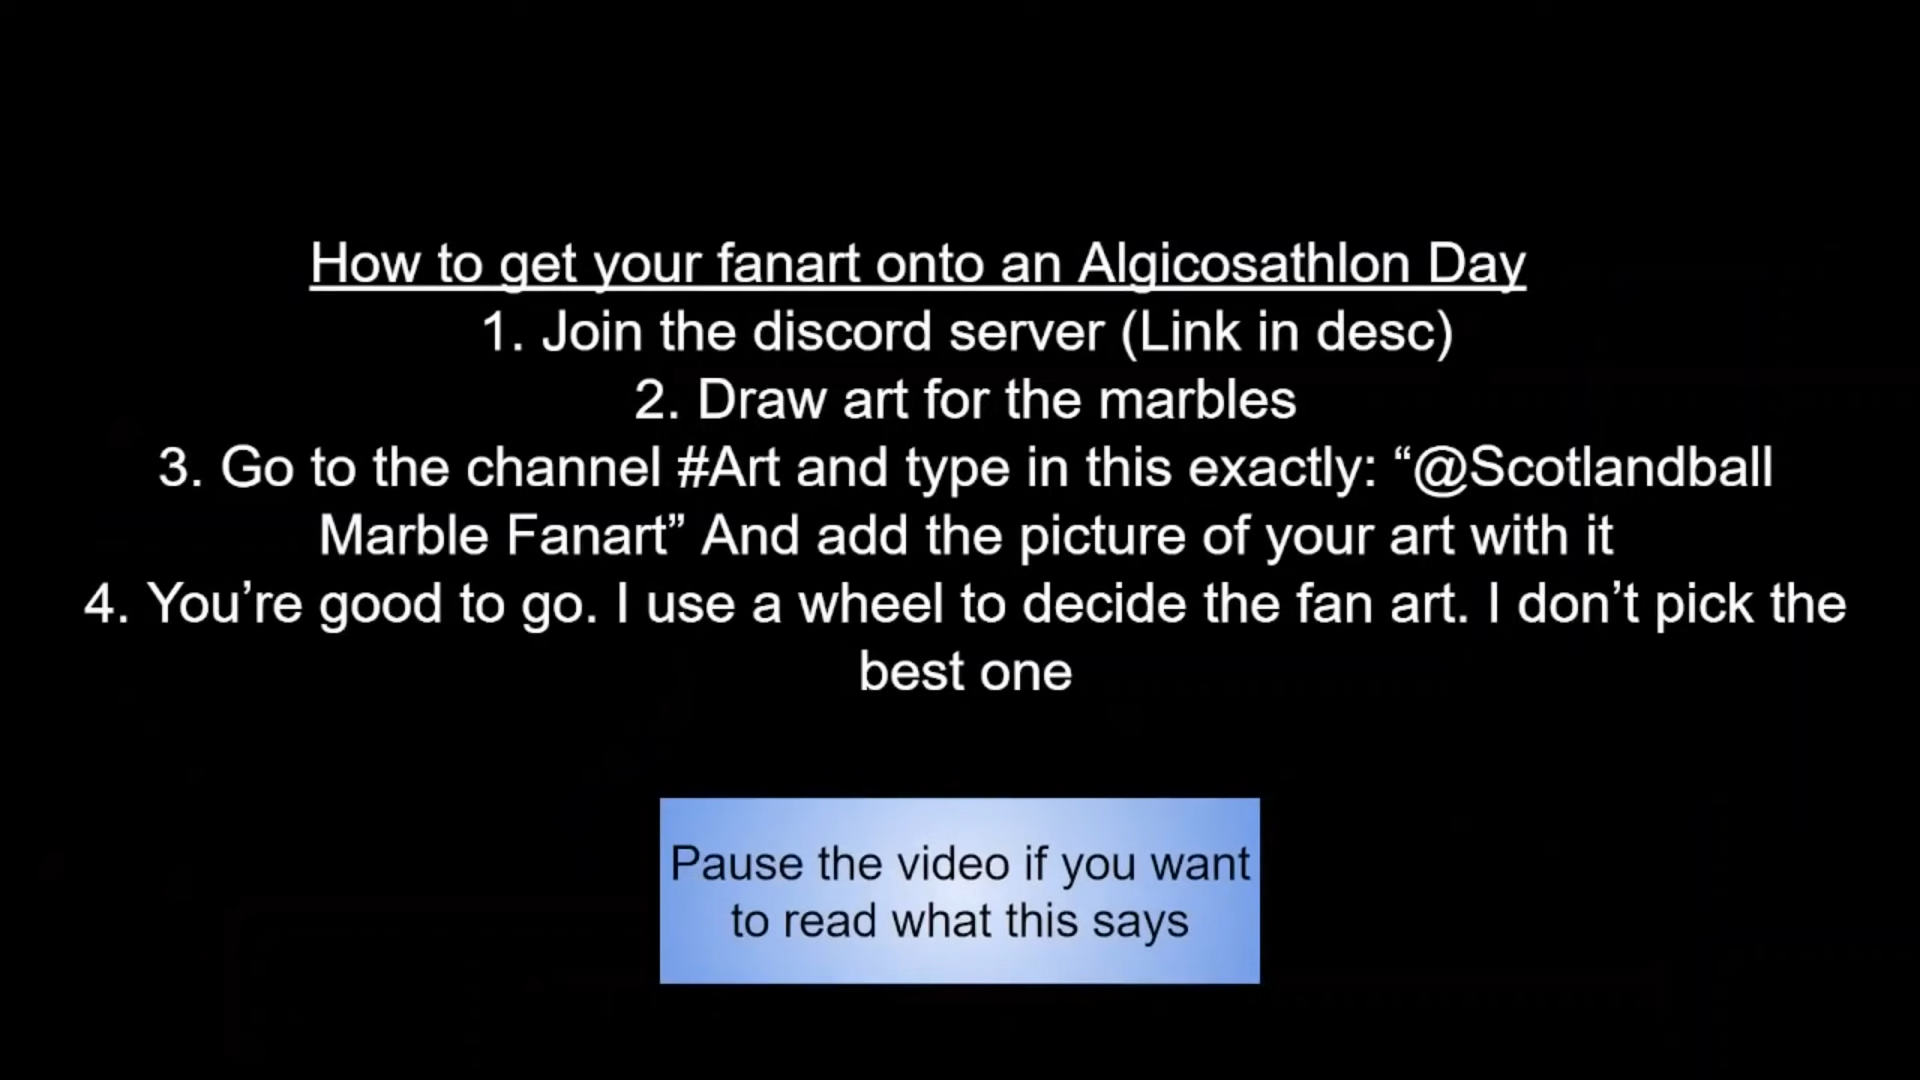 How to get your fanart onto an Algicosathlon Day
1. Join the discord server (Link in desc)
2. Draw art for the marbles
3. Go to the channel #Art and type in this exactly: “@Scotlandball
Marble Fanart” And add the picture of your art with it
4. You’re good to go. I use a wheel to decide the fan art. I don’t pick the
best one
Pause the video if you want
to read what this says